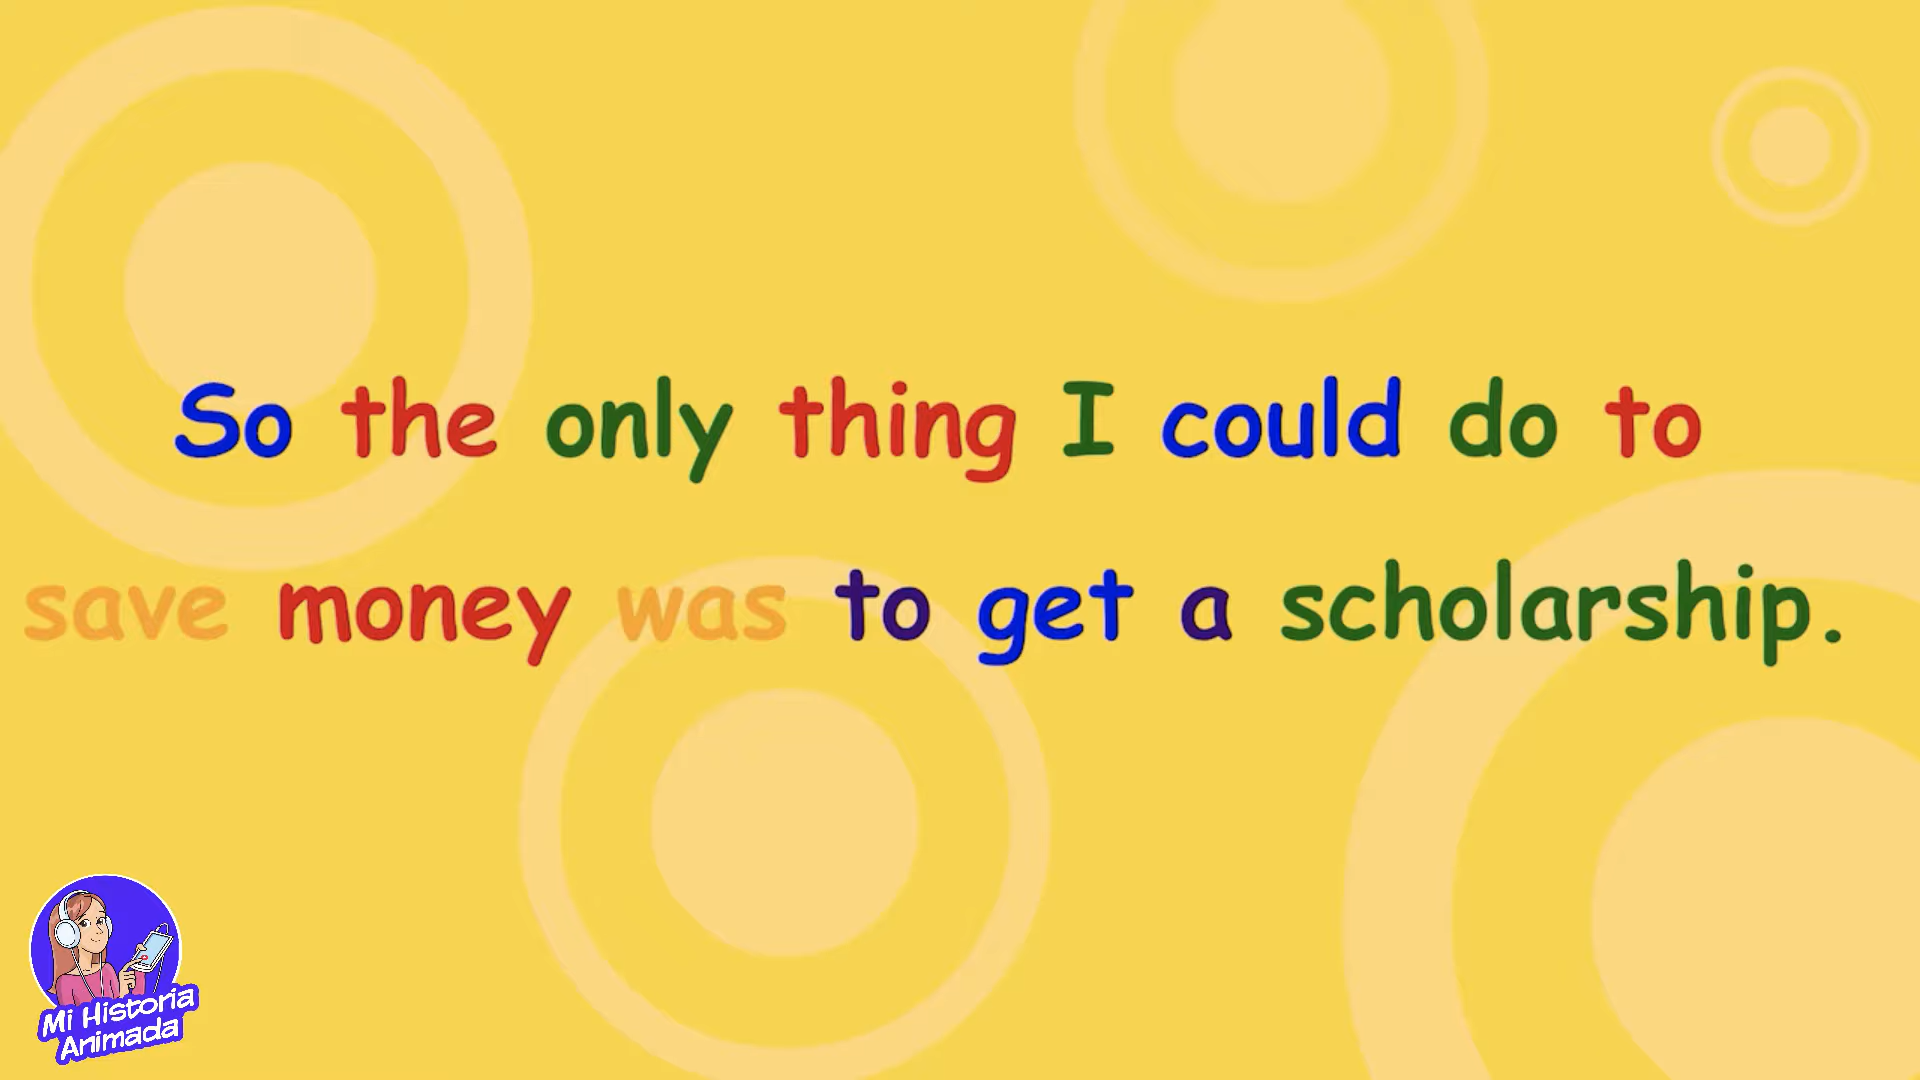 So the only thing I could do to
save money was to get a scholarship.
Mi Historia
Animada